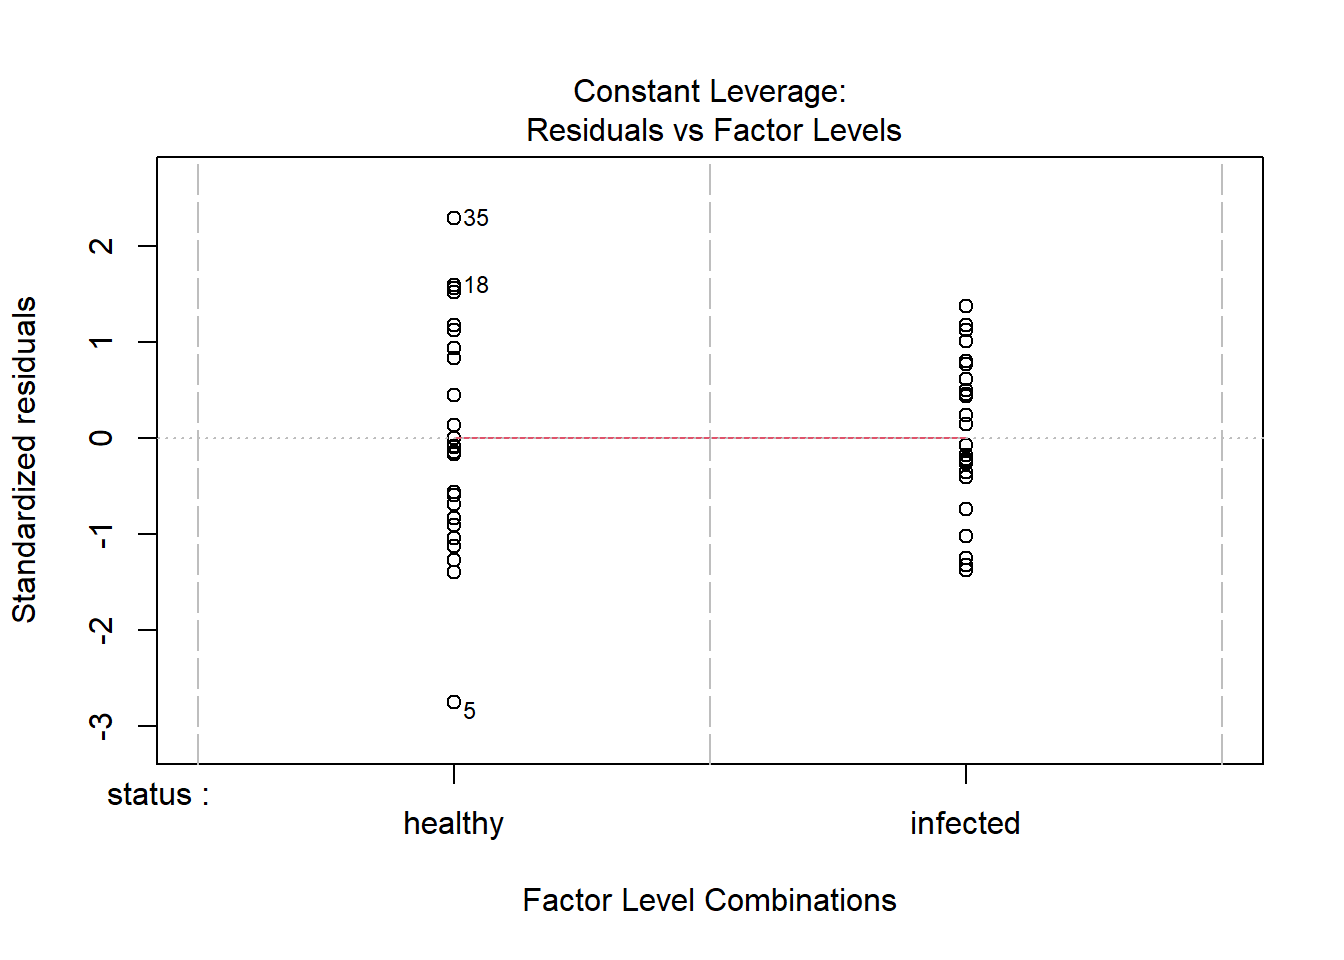 Constant Leverage:
Residuals vs Factor Levels
Standardized residuals
2
1
0
-1
-2
-3
35
18
5
status :
healthy
infected
Factor Level Combinations